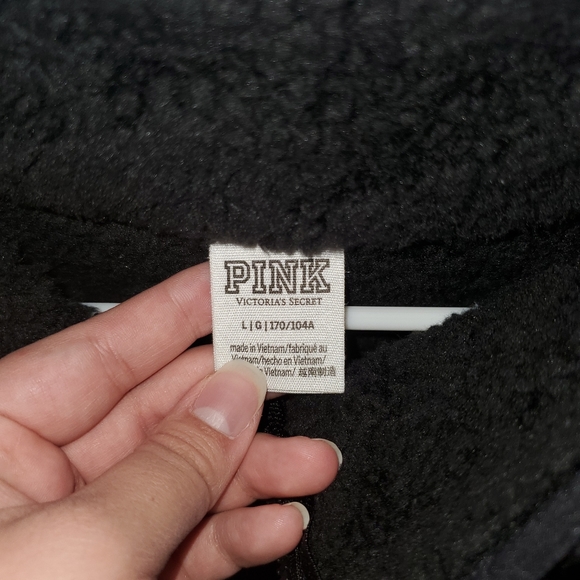 PINK
VICTORIA'S SECRET
L | G | 170/104A
made in Vietnam/fabriqué au
Vietnam/hecho en Vietnam/
Vietnam/ 越南制造